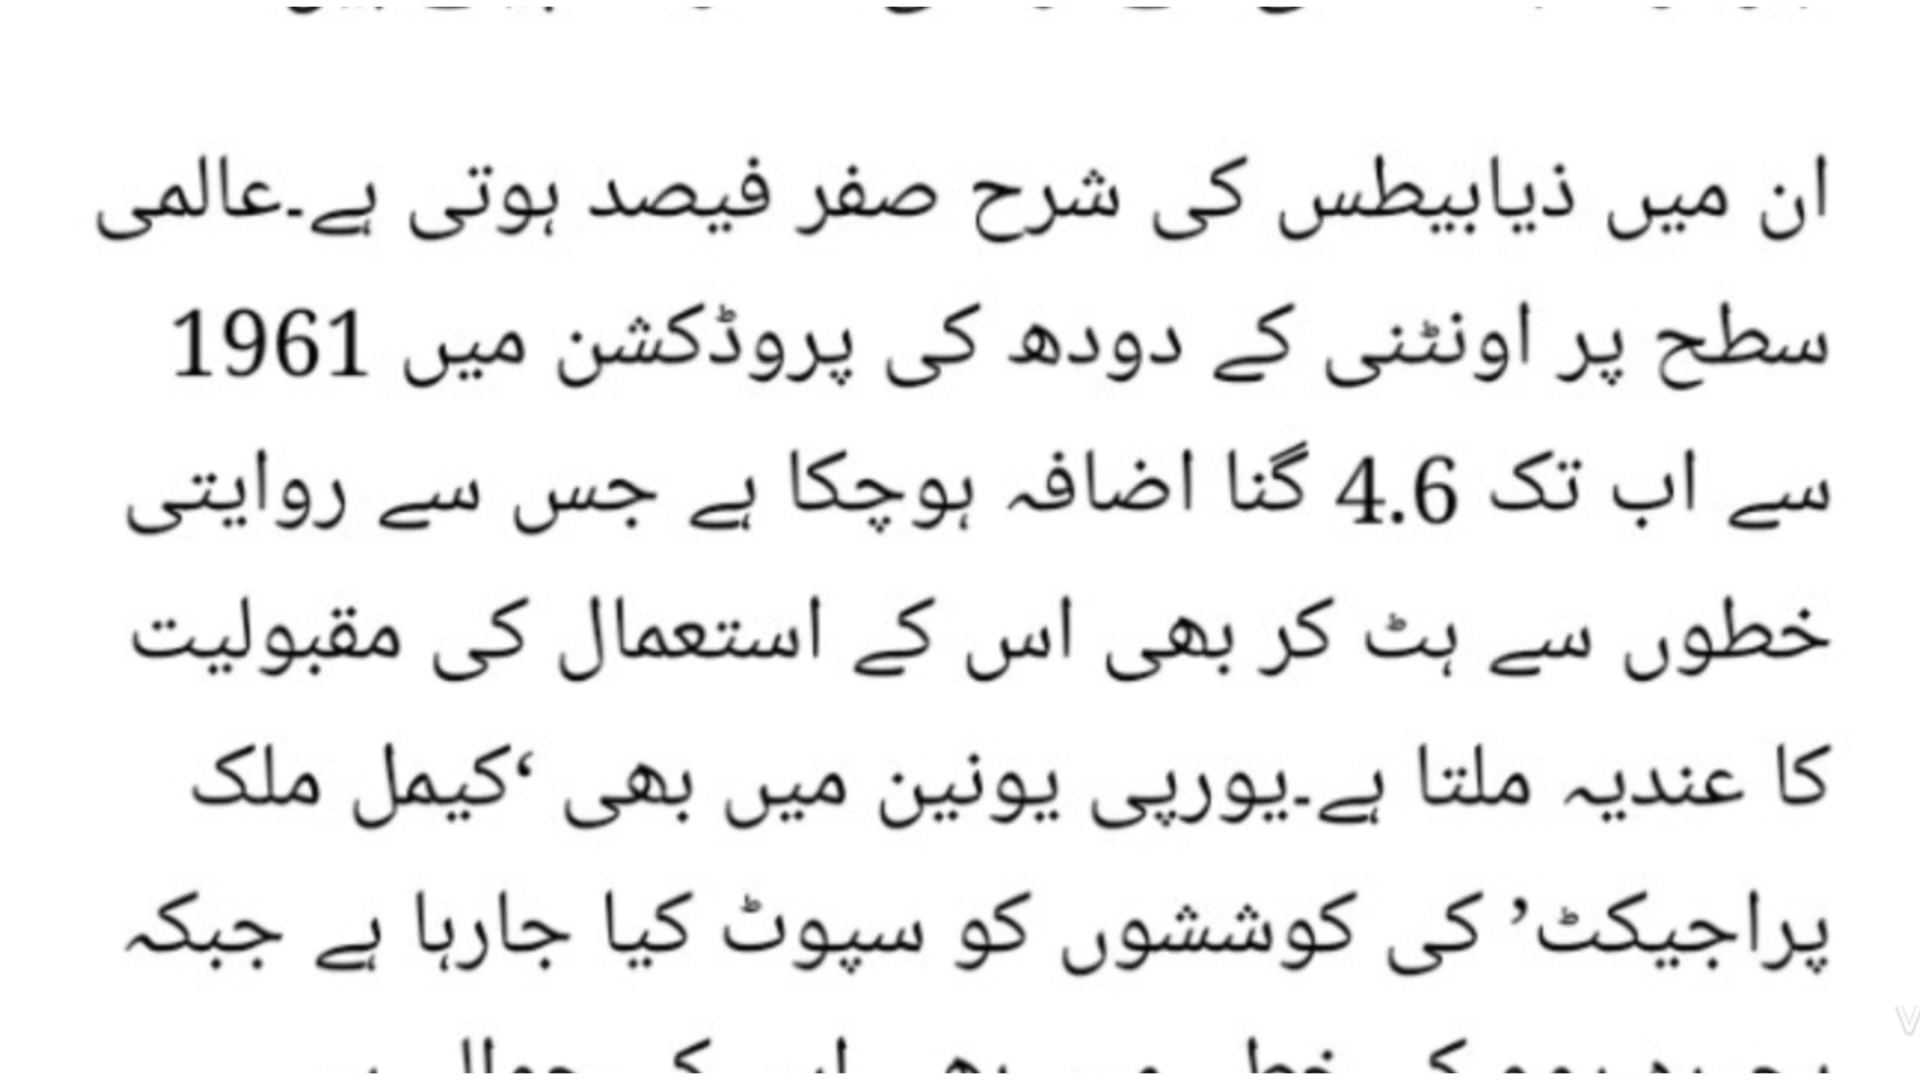 ان میں ذیابیطس کی شرح صفر فیصد ہوتی ہے۔عالمی
سطح پر اونٹنی کے دودھ کی پروڈکشن میں 1961
سے اب تک 4.6 گنا اضافہ ہوچکا ہے جس سے روایتی
خطوں سے ہٹ کر بھی اس کے استعمال کی مقبولیت
کا عندیہ ملتا ہے۔یورپی یونین میں بھی ‘کیمل ملک
پراجیکٹ’ کی کوششوں کو سپوٹ کیا جارہا ہے جبکہ